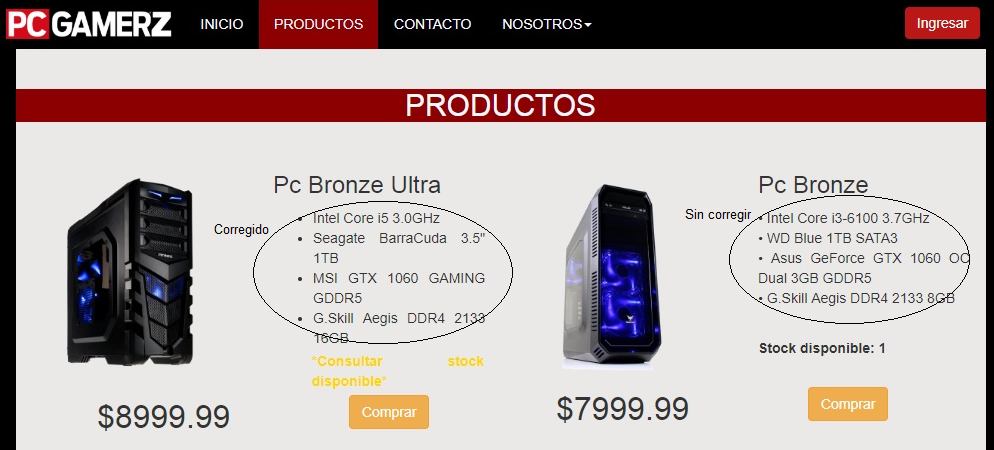 PC GAMERZ INICIO PRODUCTOS CONTACTO NOSOTROS Ingresar
PRODUCTOS
Pc Bronze Ultra
Corregido
• Intel Core i5 3.0GHz
• Seagate BarraCuda 3.5"
1TB
• MSI GTX 1060 GAMING
GDDR5
• G.Skill Aegis DDR4 2133
16GB
*Consultar stock
disponible*
$8999.99
Comprar
Pc Bronze
Sin corregir
• Intel Core i3-6100 3.7GHz
• WD Blue 1TB SATA3
• Asus GeForce GTX 1060 OC
Dual 3GB GDDR5
• G.Skill Aegis DDR4 2133 8GB
Stock disponible: 1
$7999.99
Comprar